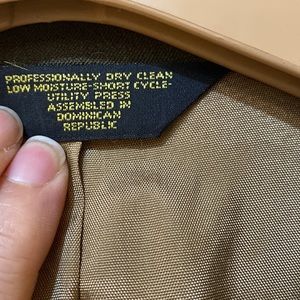 PROFESSIONALLY DRY CLEAN
LOW MOISTURE-SHORT CYCLE-
UTILITY PRESS
ASSEMBLED IN
DOMINICAN
REPUBLIC